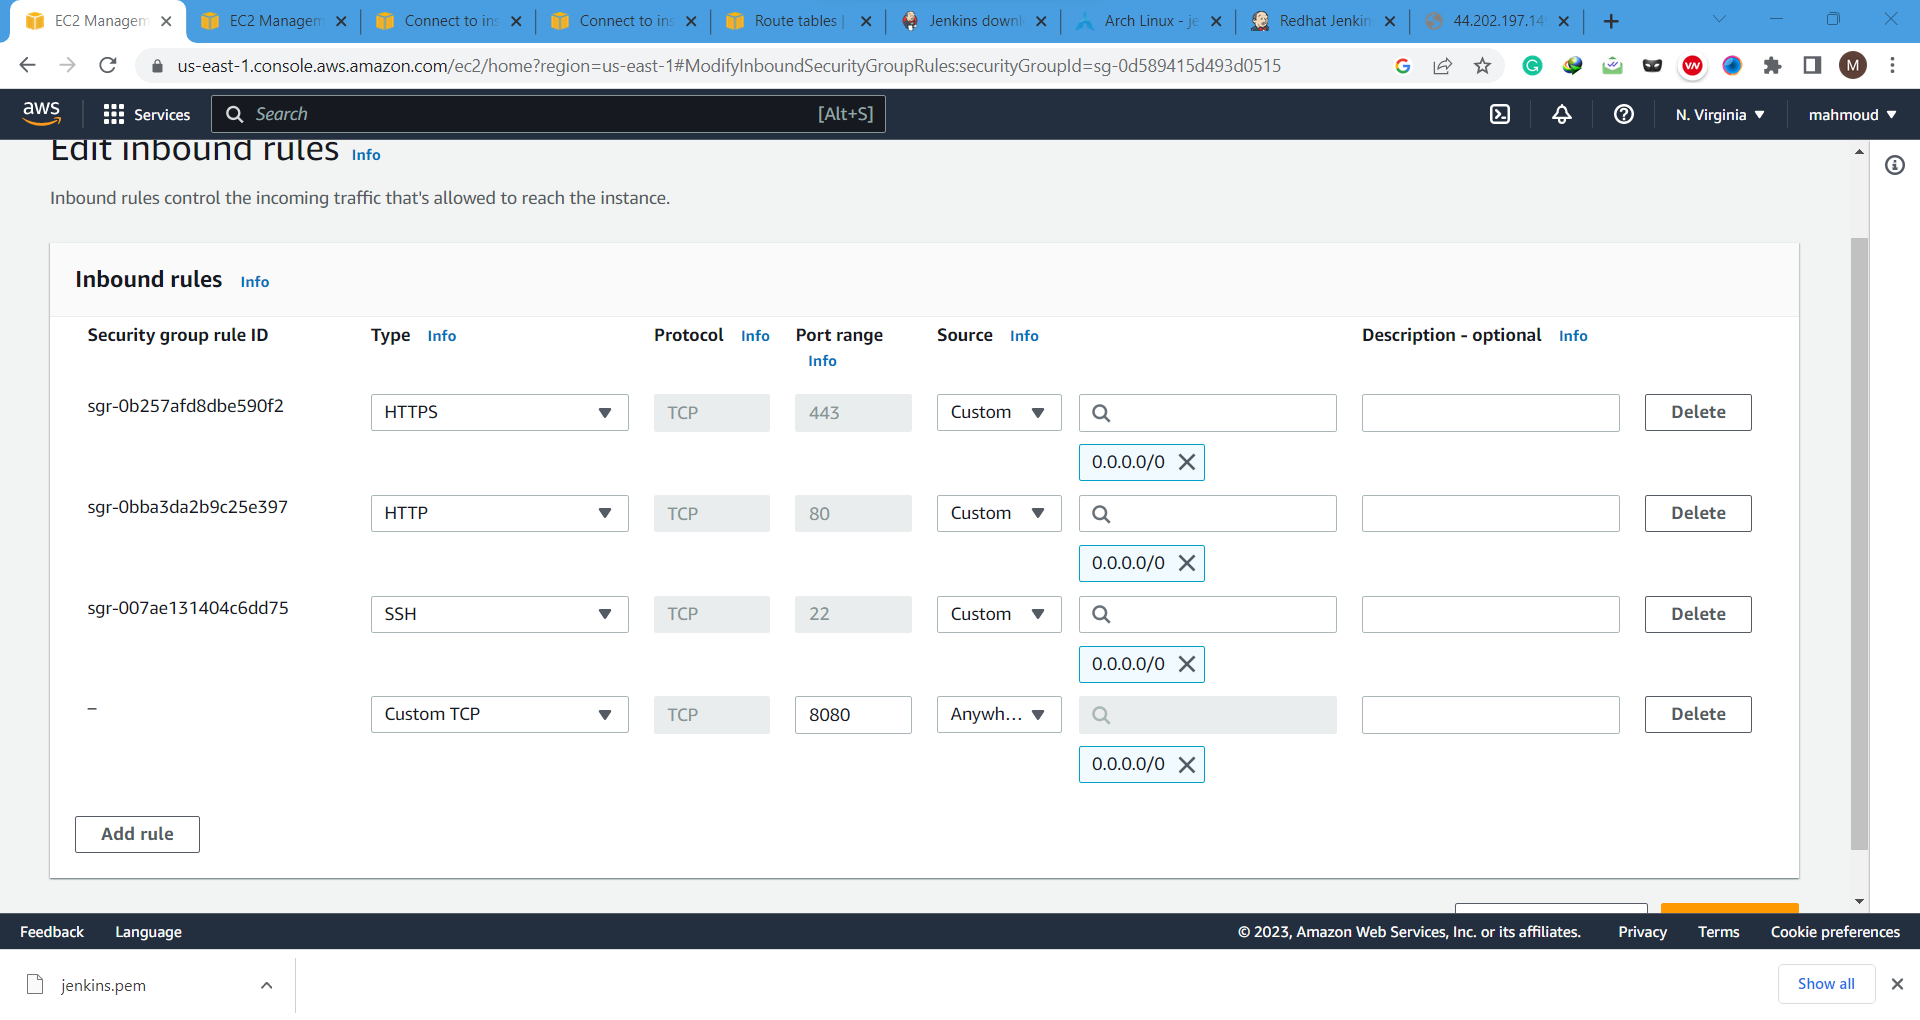 EC2 Managem
EC2 Managem
Connect to ins
Connect to ins
Route tables |
Jenkins downl
Arch Linux - je
Redhat Jenkin
44.202.197.14
us-east-1.console.aws.amazon.com/ec2/home?region=us-east-1#ModifyInboundSecurityGroupRules:securityGroupId=sg-0d589415d493d0515
M
aws
Services
Search
[Alt+S]
N. Virginia
mahmoud
Edit inbound rules Info
Inbound rules control the incoming traffic that's allowed to reach the instance.
Inbound rules Info
Security group rule ID
Type Info
Protocol Info
Port range Info
Source Info
Description - optional Info
sgr-0b257afd8dbe590f2
HTTPS
TCP
443
Custom
Delete
0.0.0.0/0
sgr-0bba3da2b9c25e397
HTTP
TCP
80
Custom
Delete
0.0.0.0/0
sgr-007ae131404c6dd75
SSH
TCP
22
Custom
Delete
0.0.0.0/0
–
Custom TCP
TCP
8080
Anywh...
Delete
0.0.0.0/0
Add rule
Feedback
Language
© 2023, Amazon Web Services, Inc. or its affiliates.
Privacy
Terms
Cookie preferences
jenkins.pem
Show all